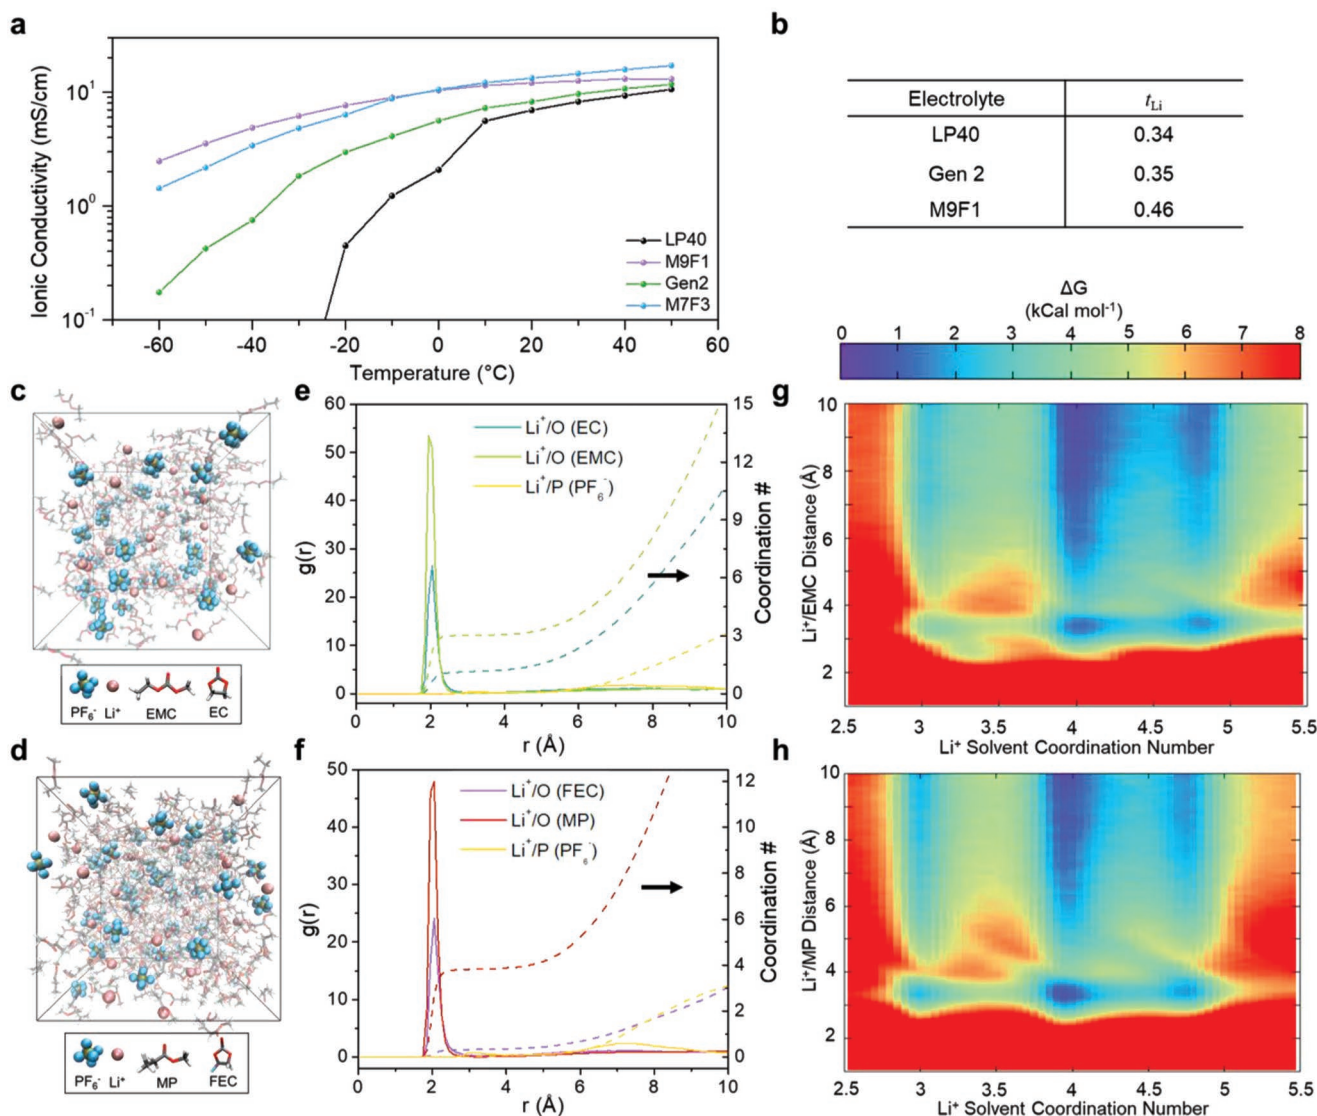 a
Ionic Conductivity (mS/cm)
10¹
10⁰
10⁻¹
-60 -40 -20 0 20 40 60
Temperature (°C)
LP40
M9F1
Gen2
M7F3
b
Electrolyte t_Li
LP40 0.34
Gen 2 0.35
M9F1 0.46
ΔG
(kCal mol⁻¹)
0 1 2 3 4 5 6 7 8
c
PF₆⁻ Li⁺ EMC EC
d
PF₆⁻ Li⁺ MP FEC
e
g(r)
60
50
40
30
20
10
0
Li⁺/O (EC)
Li⁺/O (EMC)
Li⁺/P (PF₆⁻)
15
12
9
6
3
0
Coordination #
0 2 4 6 8 10
r (Å)
f
g(r)
50
40
30
20
10
0
Li⁺/O (FEC)
Li⁺/O (MP)
Li⁺/P (PF₆⁻)
12
10
8
6
4
2
0
Coordination #
0 2 4 6 8 10
r (Å)
g
Li⁺/EMC Distance (Å)
10
8
6
4
2
2.5 3 3.5 4 4.5 5 5.5
Li⁺ Solvent Coordination Number
h
Li⁺/MP Distance (Å)
10
8
6
4
2
2.5 3 3.5 4 4.5 5 5.5
Li⁺ Solvent Coordination Number